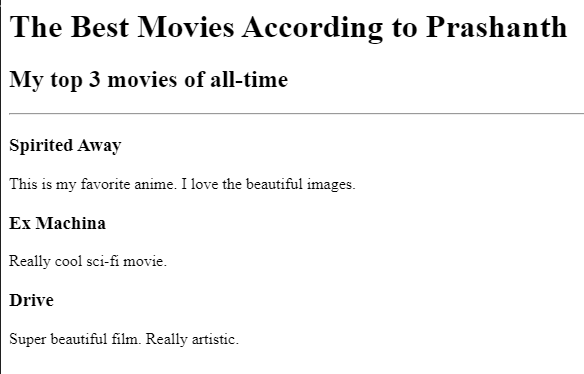 The Best Movies According to Prashanth
My top 3 movies of all-time
Spirited Away
This is my favorite anime. I love the beautiful images.
Ex Machina
Really cool sci-fi movie.
Drive
Super beautiful film. Really artistic.